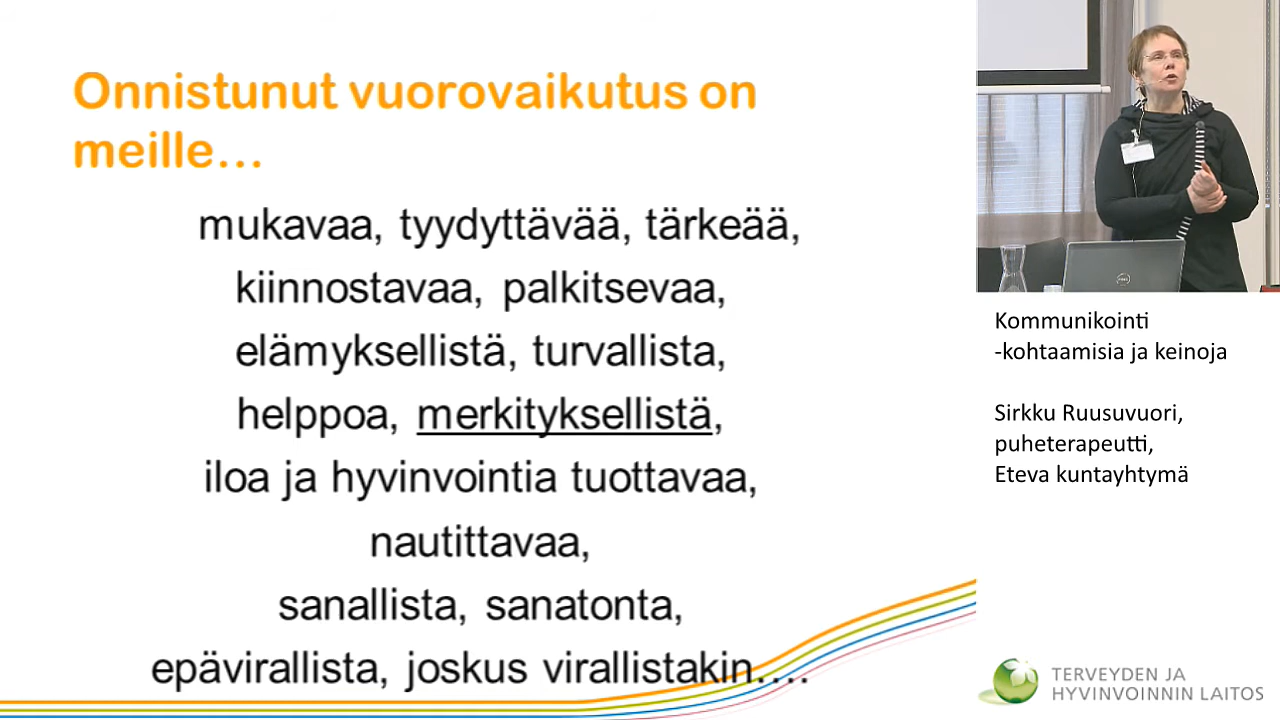 Onnistunut vuorovaikutus on
meille…
mukavaa, tyydyttävää, tärkeää,
kiinnostavaa, palkitsevaa,
elämyksellistä, turvallista,
helppoa, merkityksellistä,
iloa ja hyvinvointia tuottavaa,
nautittavaa,
sanallista, sanatonta,
epävirallista, joskus virallistakin….
Kommunikointi
-kohtaamisia ja keinoja
Sirkku Ruusuvuori,
puheterapeutti,
Eteva kuntayhtymä
TERVEYDEN JA
HYVINVOINNIN LAITOS